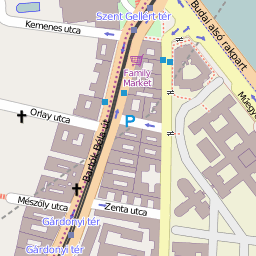 Szent Gellért tér
Kemenes utca
Budai alsó rakpart
Family
Market
Orlay utca
P
Bartók Béla út
Mészöly utca
Zenta utca
Gárdonyi tér
Gárdonyi tér